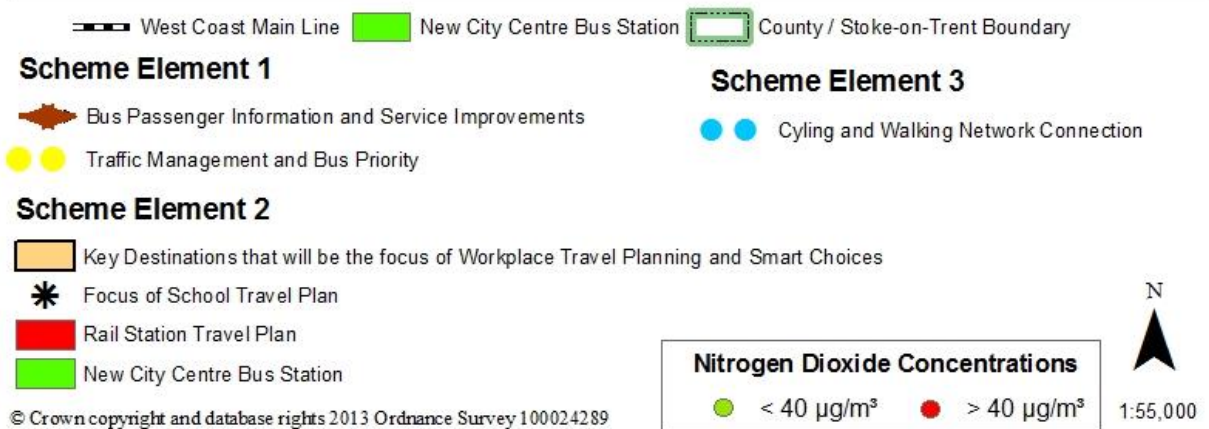 West Coast Main Line New City Centre Bus Station County / Stoke-on-Trent Boundary
Scheme Element 1
Bus Passenger Information and Service Improvements
Traffic Management and Bus Priority
Scheme Element 3
Cyling and Walking Network Connection
Scheme Element 2
Key Destinations that will be the focus of Workplace Travel Planning and Smart Choices
Focus of School Travel Plan
Rail Station Travel Plan
New City Centre Bus Station
© Crown copyright and database rights 2013 Ordnance Survey 100024289
Nitrogen Dioxide Concentrations
< 40 µg/m³ > 40 µg/m³
N
1:55,000